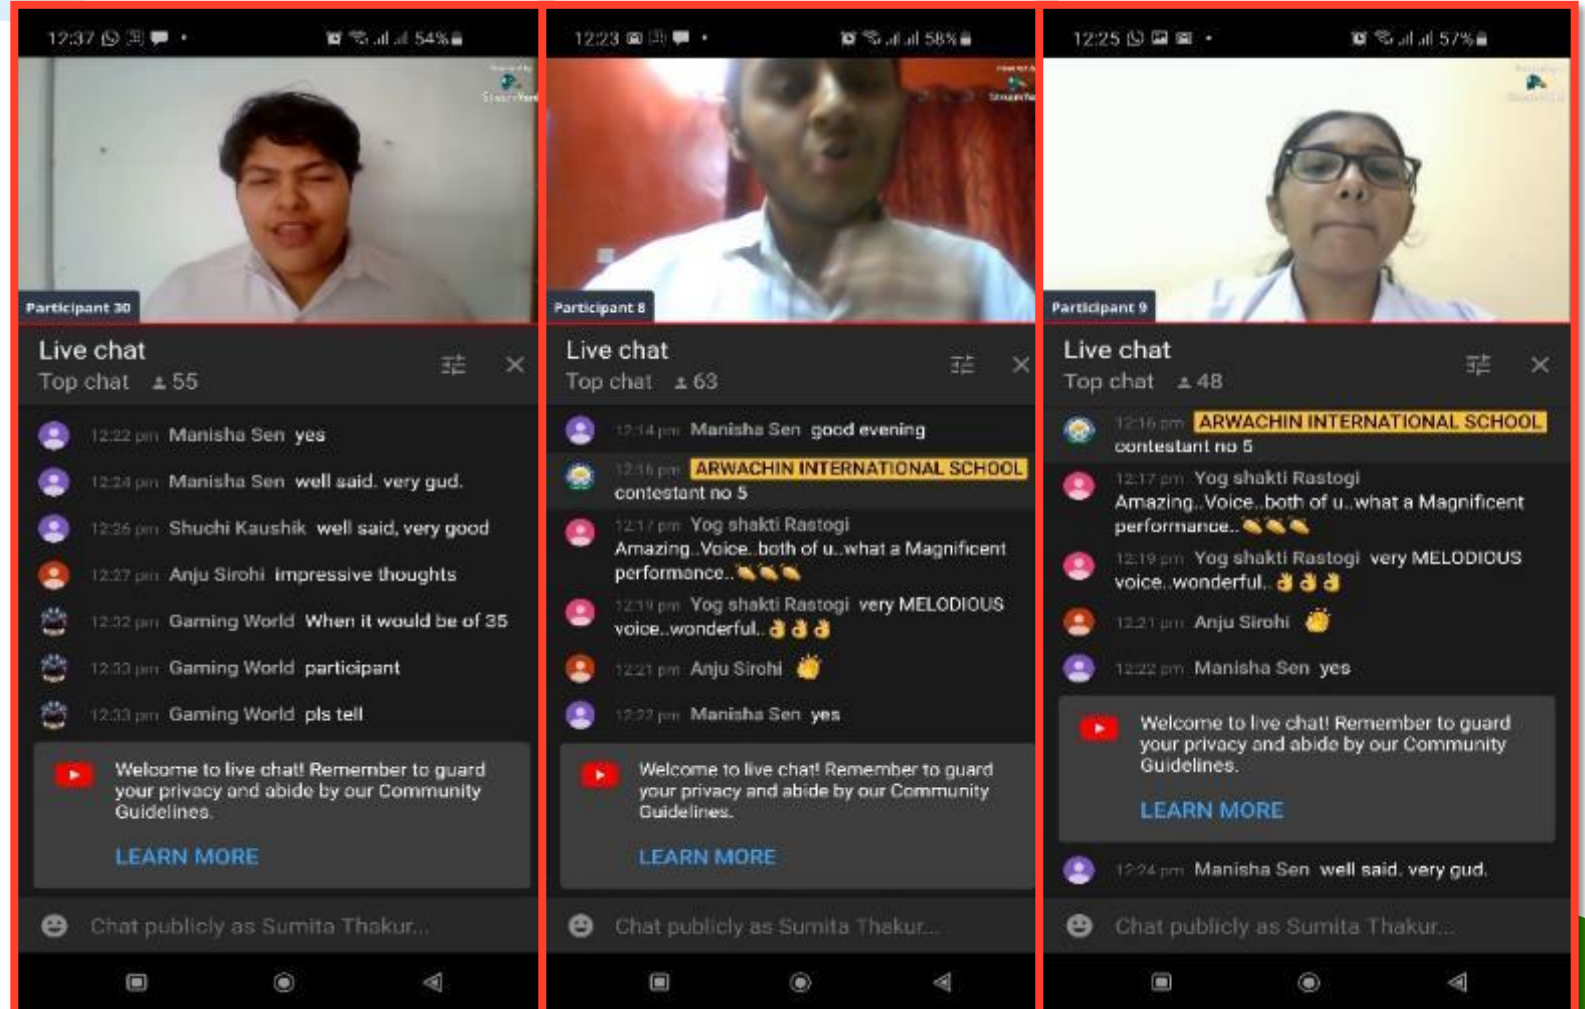 12:37
54%
Powered by
StreamYard
Participant 30
Live chat
Top chat 55
12:22 pm Manisha Sen yes
12:24 pm Manisha Sen well said. very gud.
12:26 pm Shuchi Kaushik well said, very good
12:27 pm Anju Sirohi impressive thoughts
12:32 pm Gaming World When it would be of 35
12:33 pm Gaming World participant
12:33 pm Gaming World pls tell
Welcome to live chat! Remember to guard
your privacy and abide by our Community
Guidelines.
LEARN MORE
Chat publicly as Sumita Thakur...
12:23
58%
Participant 8
Live chat
Top chat 63
12:14 pm Manisha Sen good evening
12:16 pm ARWACHIN INTERNATIONAL SCHOOL
contestant no 5
12:17 pm Yog shakti Rastogi
Amazing..Voice..both of u..what a Magnificent
performance..
12:19 pm Yog shakti Rastogi very MELODIOUS
voice..wonderful..
12:21 pm Anju Sirohi
12:22 pm Manisha Sen yes
Welcome to live chat! Remember to guard
your privacy and abide by our Community
Guidelines.
LEARN MORE
Chat publicly as Sumita Thakur...
12:25
57%
Participant 9
Live chat
Top chat 48
12:16 pm ARWACHIN INTERNATIONAL SCHOOL
contestant no 5
12:17 pm Yog shakti Rastogi
Amazing..Voice..both of u..what a Magnificent
performance..
12:19 pm Yog shakti Rastogi very MELODIOUS
voice..wonderful..
12:21 pm Anju Sirohi
12:22 pm Manisha Sen yes
Welcome to live chat! Remember to guard
your privacy and abide by our Community
Guidelines.
LEARN MORE
12:24 pm Manisha Sen well said. very gud.
Chat publicly as Sumita Thakur...